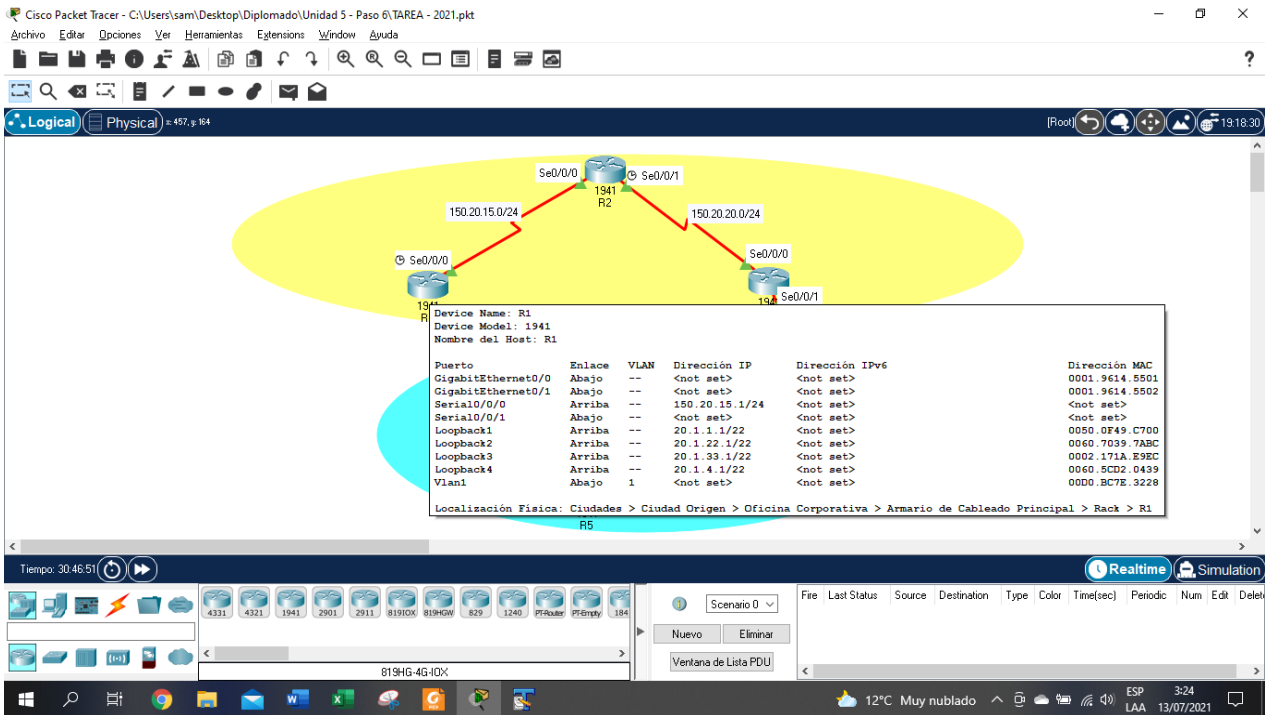 Cisco Packet Tracer - C:\Users\sam\Desktop\Diplomado\Unidad 5 - Paso 6\TAREA - 2021.pkt
Archivo Editar Opciones Ver Herramientas Extensions Window Ayuda
Logical Physical x: 457, y: 164 [Root] 19:18:30
Se0/0/0 Se0/0/1
1941
R2
150.20.15.0/24 150.20.20.0/24
Se0/0/0 Se0/0/0
Se0/0/1
Device Name: R1
Device Model: 1941
Nombre del Host: R1
Puerto Enlace VLAN Dirección IP Dirección IPv6 Dirección MAC
GigabitEthernet0/0 Abajo -- <not set> <not set> 0001.9614.5501
GigabitEthernet0/1 Abajo -- <not set> <not set> 0001.9614.5502
Serial0/0/0 Arriba -- 150.20.15.1/24 <not set> <not set>
Serial0/0/1 Abajo -- <not set> <not set> <not set>
Loopback1 Arriba -- 20.1.1.1/22 <not set> 0050.0F49.C700
Loopback2 Arriba -- 20.1.22.1/22 <not set> 0060.7039.7ABC
Loopback3 Arriba -- 20.1.33.1/22 <not set> 0002.171A.E9EC
Loopback4 Arriba -- 20.1.4.1/22 <not set> 0060.5CD2.0439
Vlan1 Abajo 1 <not set> <not set> 00D0.BC7E.3228
Localización Física: Ciudades > Ciudad Origen > Oficina Corporativa > Armario de Cableado Principal > Rack > R1
R5
Tiempo: 30:46:51 Realtime Simulation
4331 4321 1941 2901 2911 819IOX 819HGW 829 1240 PT-Router PT-Empty 184
819HG-4G-IOX
Scenario 0
Nuevo Eliminar
Ventana de Lista PDU
Fire Last Status Source Destination Type Color Time(sec) Periodic Num Edit Delet
12°C Muy nublado ESP LAA 3:24 13/07/2021